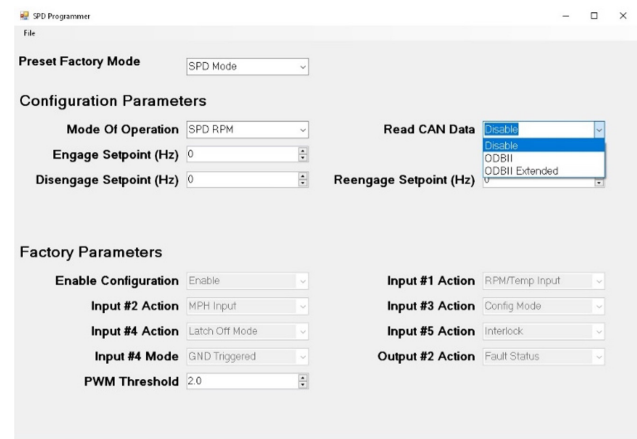 SPD Programmer
File
Preset Factory Mode SPD Mode
Configuration Parameters
Mode Of Operation SPD RPM Read CAN Data Disable
Disable
Engage Setpoint (Hz) 0 ODBII
ODBII Extended
Disengage Setpoint (Hz) 0 Reengage Setpoint (Hz) 0
Factory Parameters
Enable Configuration Enable Input #1 Action RPM/Temp Input
Input #2 Action MPH Input Input #3 Action Config Mode
Input #4 Action Latch Off Mode Input #5 Action Interlock
Input #4 Mode GND Triggered Output #2 Action Fault Status
PWM Threshold 2.0